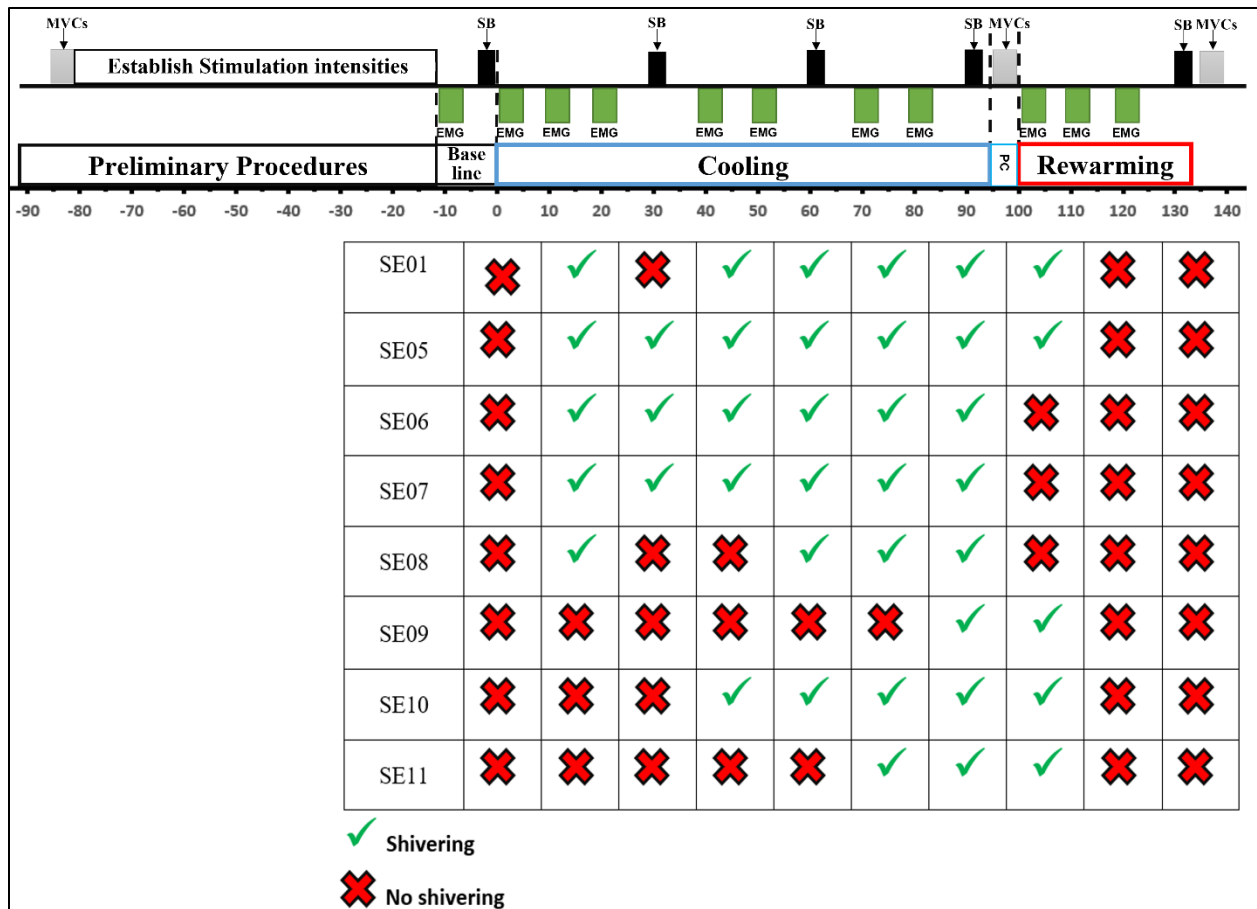 MVCs SB SB SB SB MVCs SB MVCs
Establish Stimulation intensities
EMG EMG EMG EMG EMG EMG EMG EMG EMG EMG EMG
Preliminary Procedures Base line Cooling PC Rewarming
-90 -80 -70 -60 -50 -40 -30 -20 -10 0 10 20 30 40 50 60 70 80 90 100 110 120 130 140
SE01
SE05
SE06
SE07
SE08
SE09
SE10
SE11
Shivering
No shivering